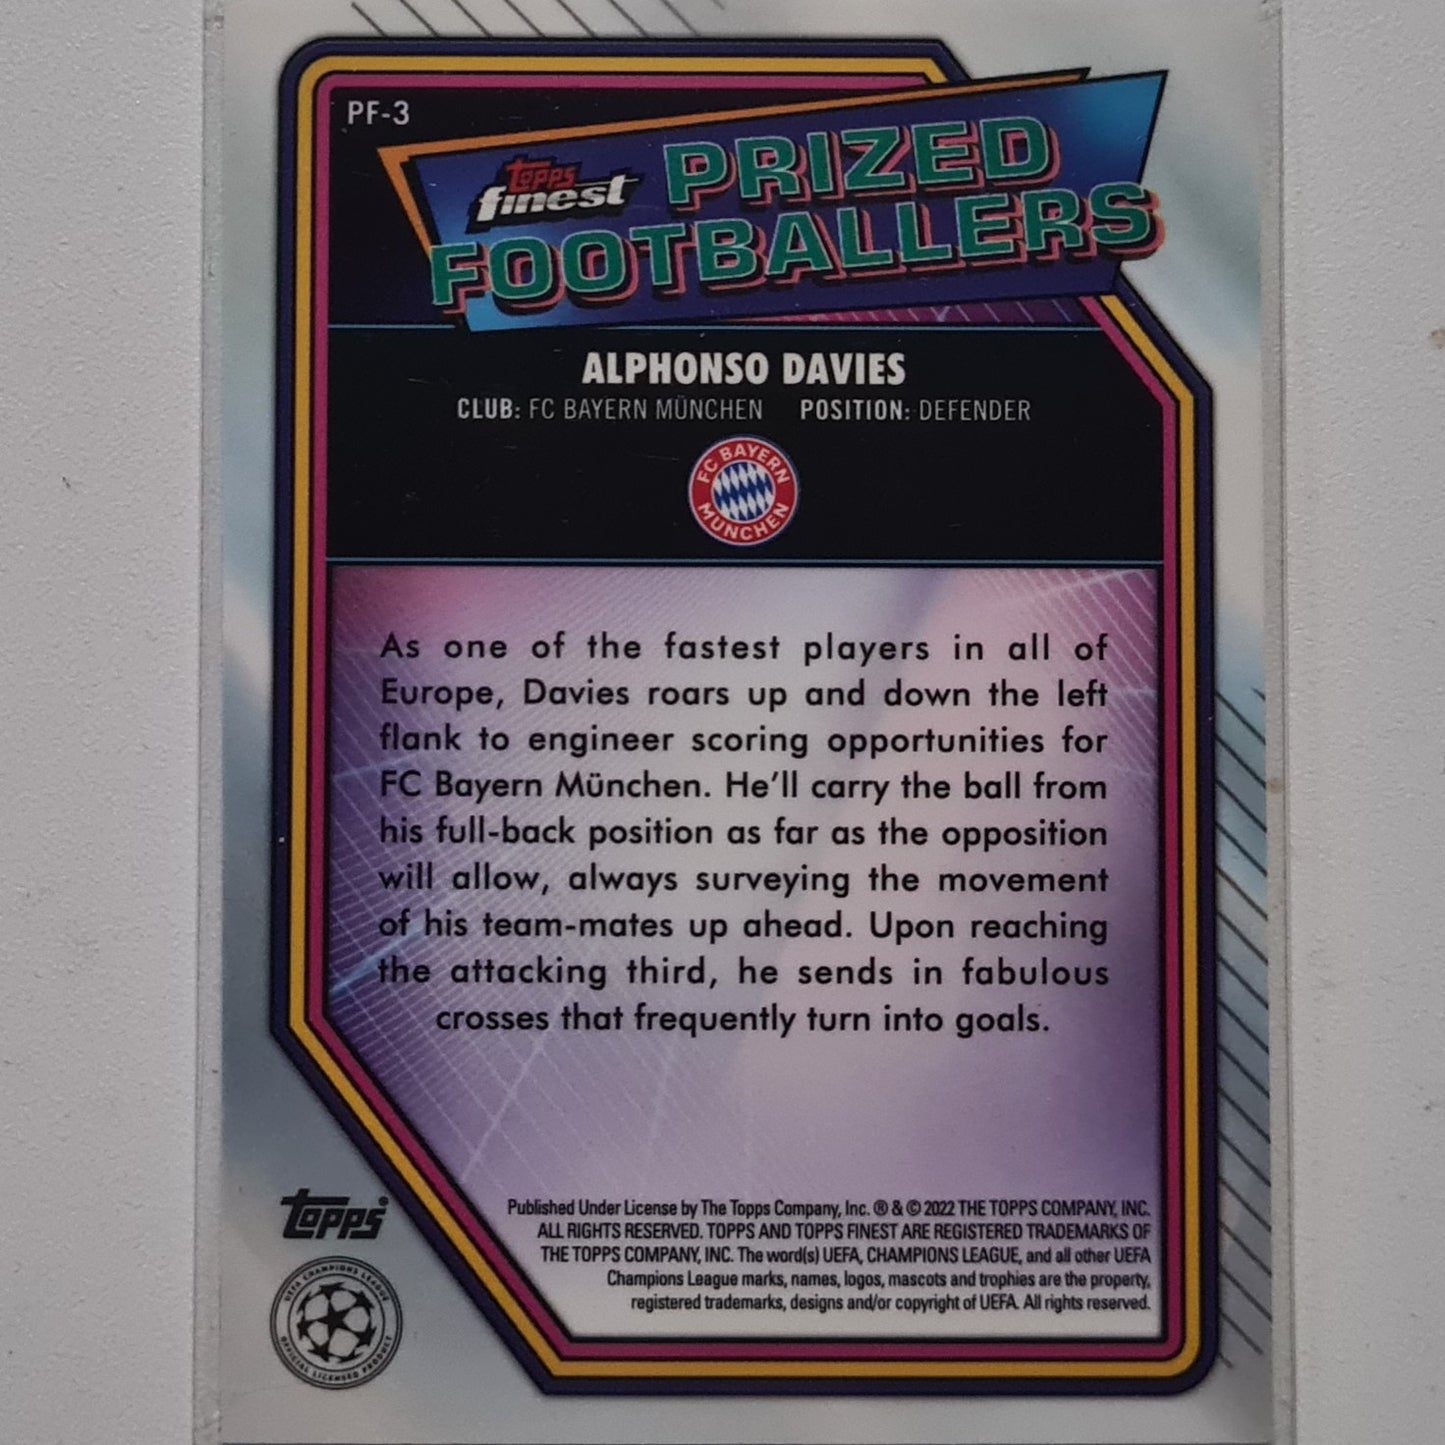 PF-3
topps
finest
PRIZED
FOOTBALLERS
ALPHONSO DAVIES
CLUB: FC BAYERN MÜNCHEN POSITION: DEFENDER
FC BAYERN
MÜNCHEN
As one of the fastest players in all of
Europe, Davies roars up and down the left
flank to engineer scoring opportunities for
FC Bayern München. He'll carry the ball from
his full-back position as far as the opposition
will allow, always surveying the movement
of his team-mates up ahead. Upon reaching
the attacking third, he sends in fabulous
crosses that frequently turn into goals.
Published Under License by The Topps Company, Inc. ® & © 2022 THE TOPPS COMPANY, INC.
ALL RIGHTS RESERVED. TOPPS AND TOPPS FINEST ARE REGISTERED TRADEMARKS OF
THE TOPPS COMPANY, INC. The word(s) UEFA, CHAMPIONS LEAGUE, and all other UEFA
Champions League marks, names, logos, mascots and trophies are the property,
registered trademarks, designs and/or copyright of UEFA. All rights reserved.
topps®
UEFA CHAMPIONS LEAGUE
OFFICIAL LICENSED PRODUCT